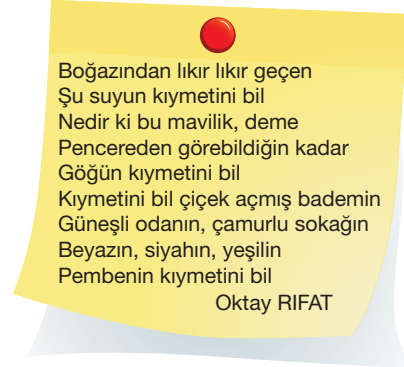 Boğazından lıkır lıkır geçen
Şu suyun kıymetini bil
Nedir ki bu mavilik, deme
Pencereden görebildiğin kadar
Göğün kıymetini bil
Kıymetini bil çiçek açmış bademin
Güneşli odanın, çamurlu sokağın
Beyazın, siyahın, yeşilin
Pembenin kıymetini bil
Oktay RIFAT